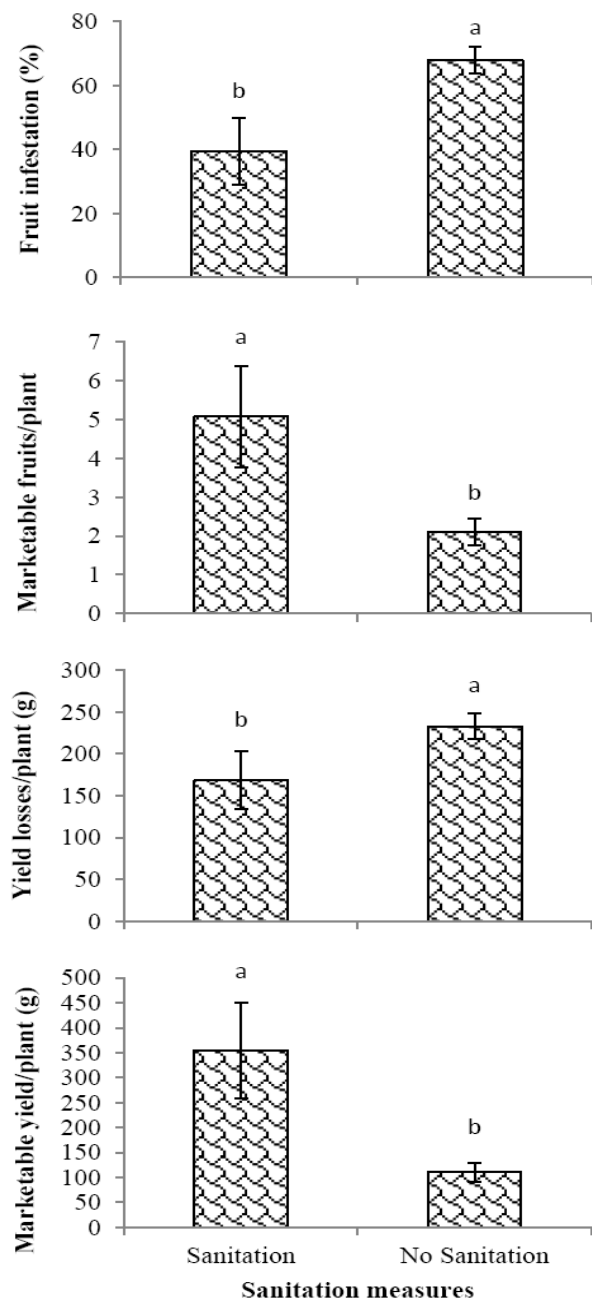 Fruit infestation (%)
80
60
40
20
0
b
a
Marketable fruits/plant
7
6
5
4
3
2
1
0
a
b
Yield losses/plant (g)
300
250
200
150
100
50
0
b
a
Marketable yield/plant (g)
500
450
400
350
300
250
200
150
100
50
0
a
b
Sanitation
No Sanitation
Sanitation measures